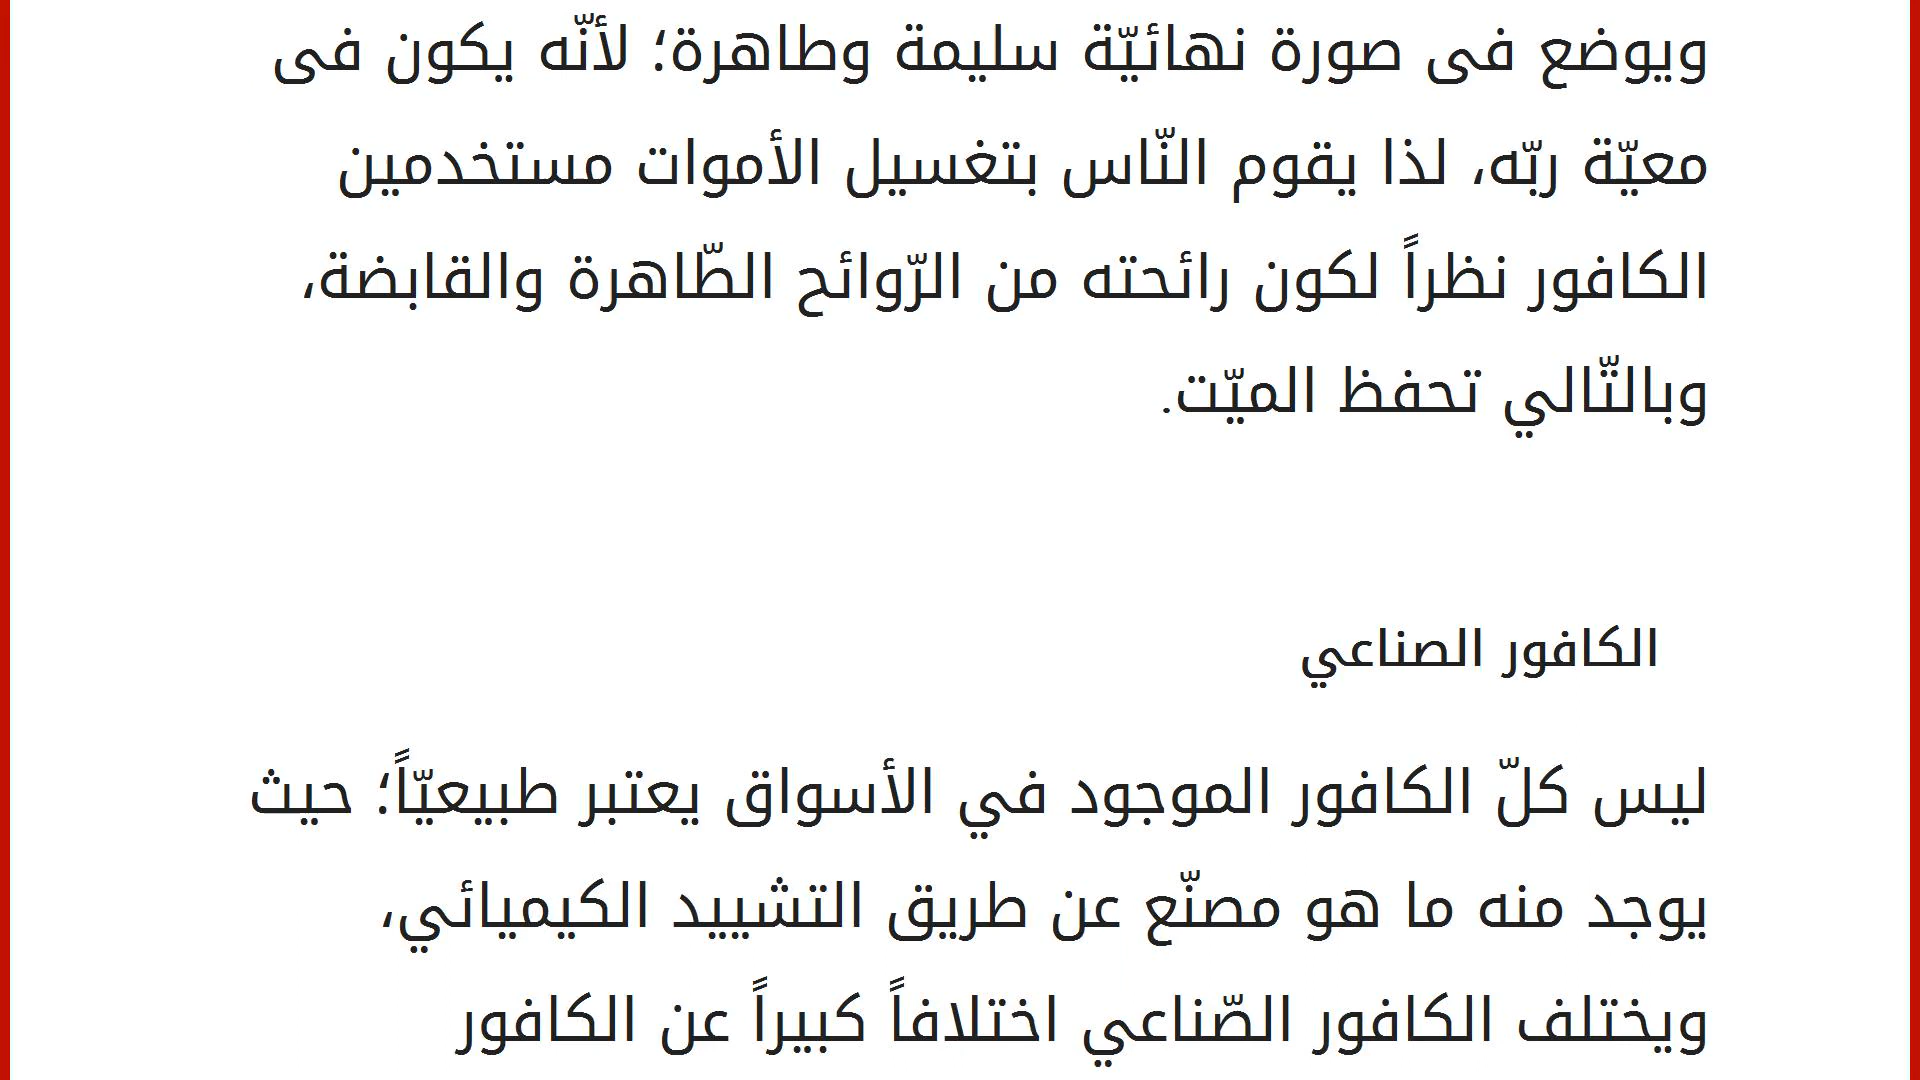 ويوضع فى صورة نهائيّة سليمة وطاهرة؛ لأنّه يكون فى
معيّة ربّه، لذا يقوم النّاس بتغسيل الأموات مستخدمين
الكافور نظراً لكون رائحته من الرّوائح الطّاهرة والقابضة،
وبالتّالي تحفظ الميّت.
الكافور الصناعي
ليس كلّ الكافور الموجود في الأسواق يعتبر طبيعيّاً؛ حيث
يوجد منه ما هو مصنّع عن طريق التشييد الكيميائي،
ويختلف الكافور الصّناعي اختلافاً كبيراً عن الكافور